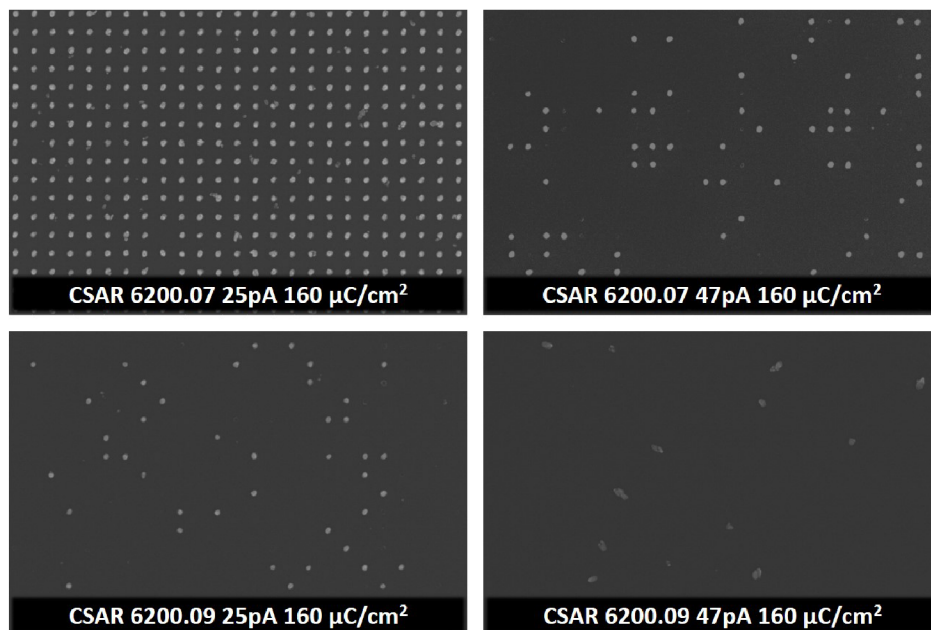 CSAR 6200.07 25pA 160 µC/cm²
CSAR 6200.07 47pA 160 µC/cm²
CSAR 6200.09 25pA 160 µC/cm²
CSAR 6200.09 47pA 160 µC/cm²